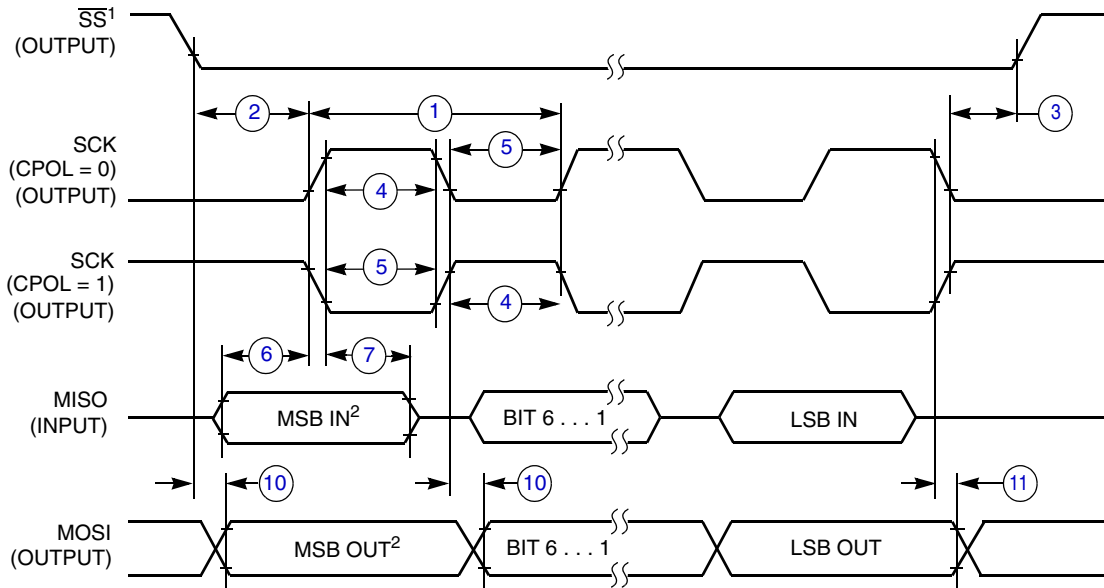 SS¹
(OUTPUT)
2
1
3
SCK
(CPOL = 0)
(OUTPUT)
5
4
SCK
(CPOL = 1)
(OUTPUT)
5
4
6
7
MISO
(INPUT)
MSB IN²
BIT 6 . . . 1
LSB IN
10
10
11
MOSI
(OUTPUT)
MSB OUT²
BIT 6 . . . 1
LSB OUT